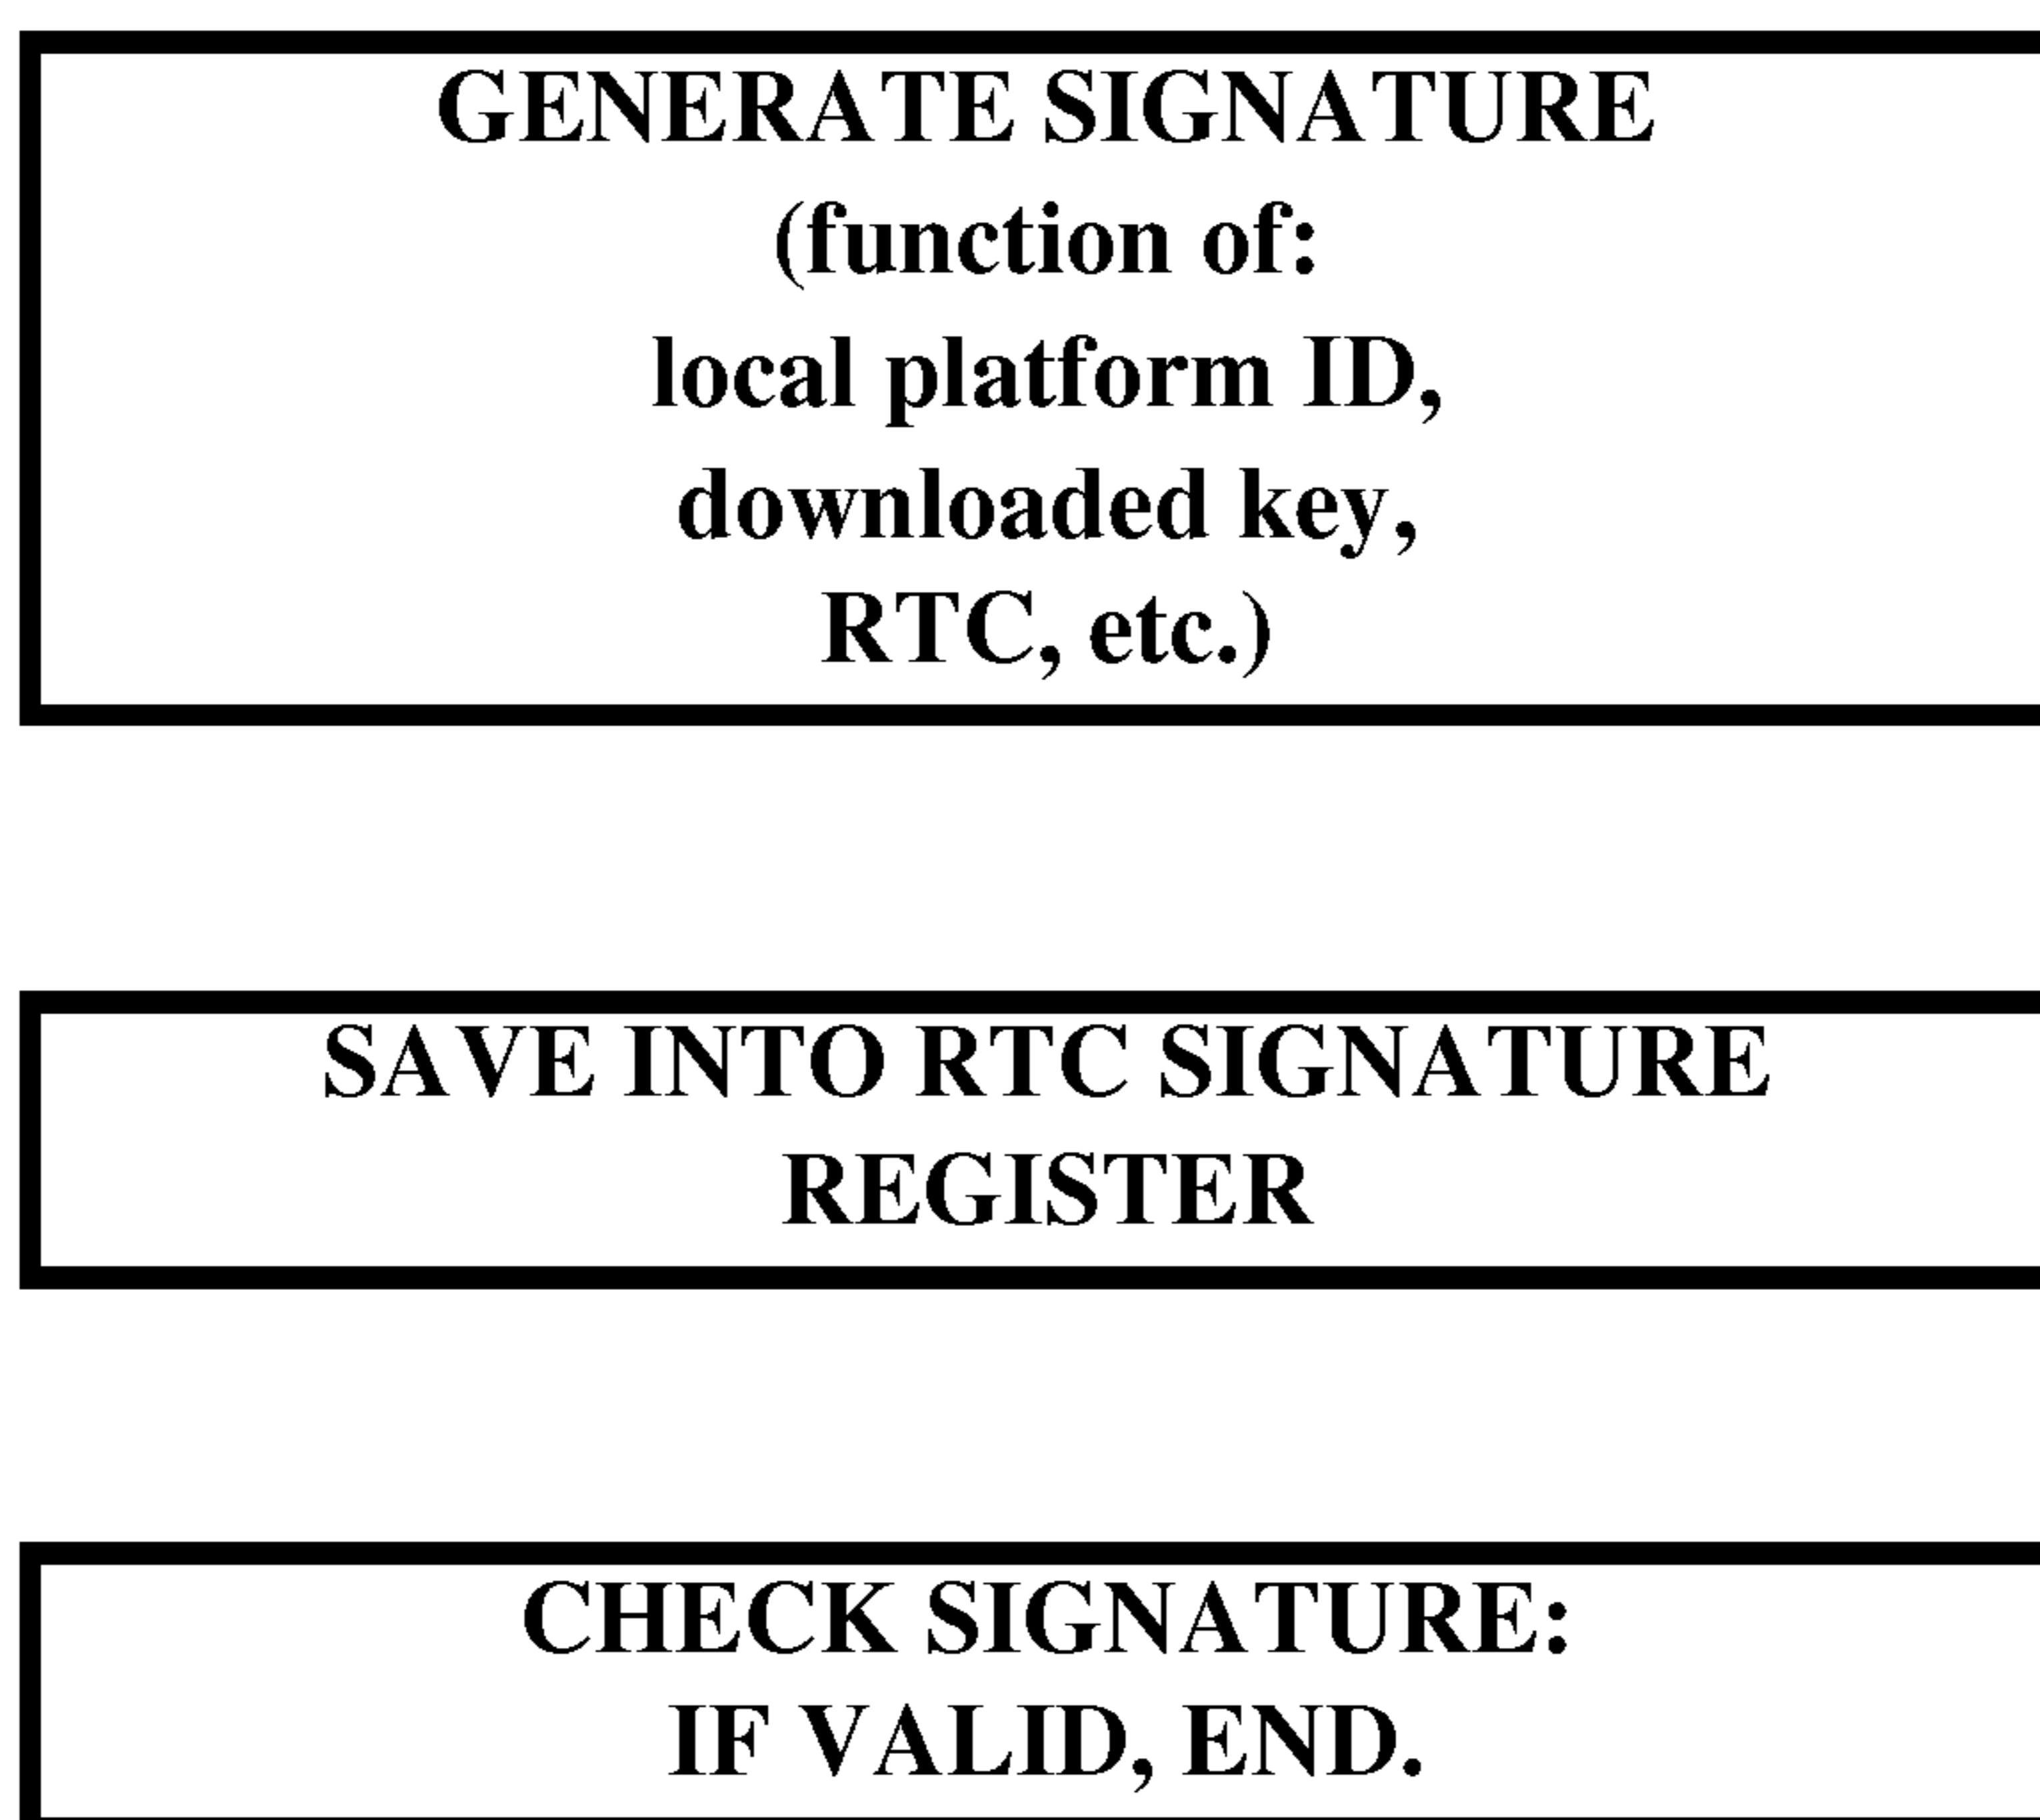 GENERATE SIGNATURE
(function of:
local platform ID,
downloaded key,
RTC, etc.)
SAVE INTO RTC SIGNATURE
REGISTER
CHECK SIGNATURE:
IF VALID, END.